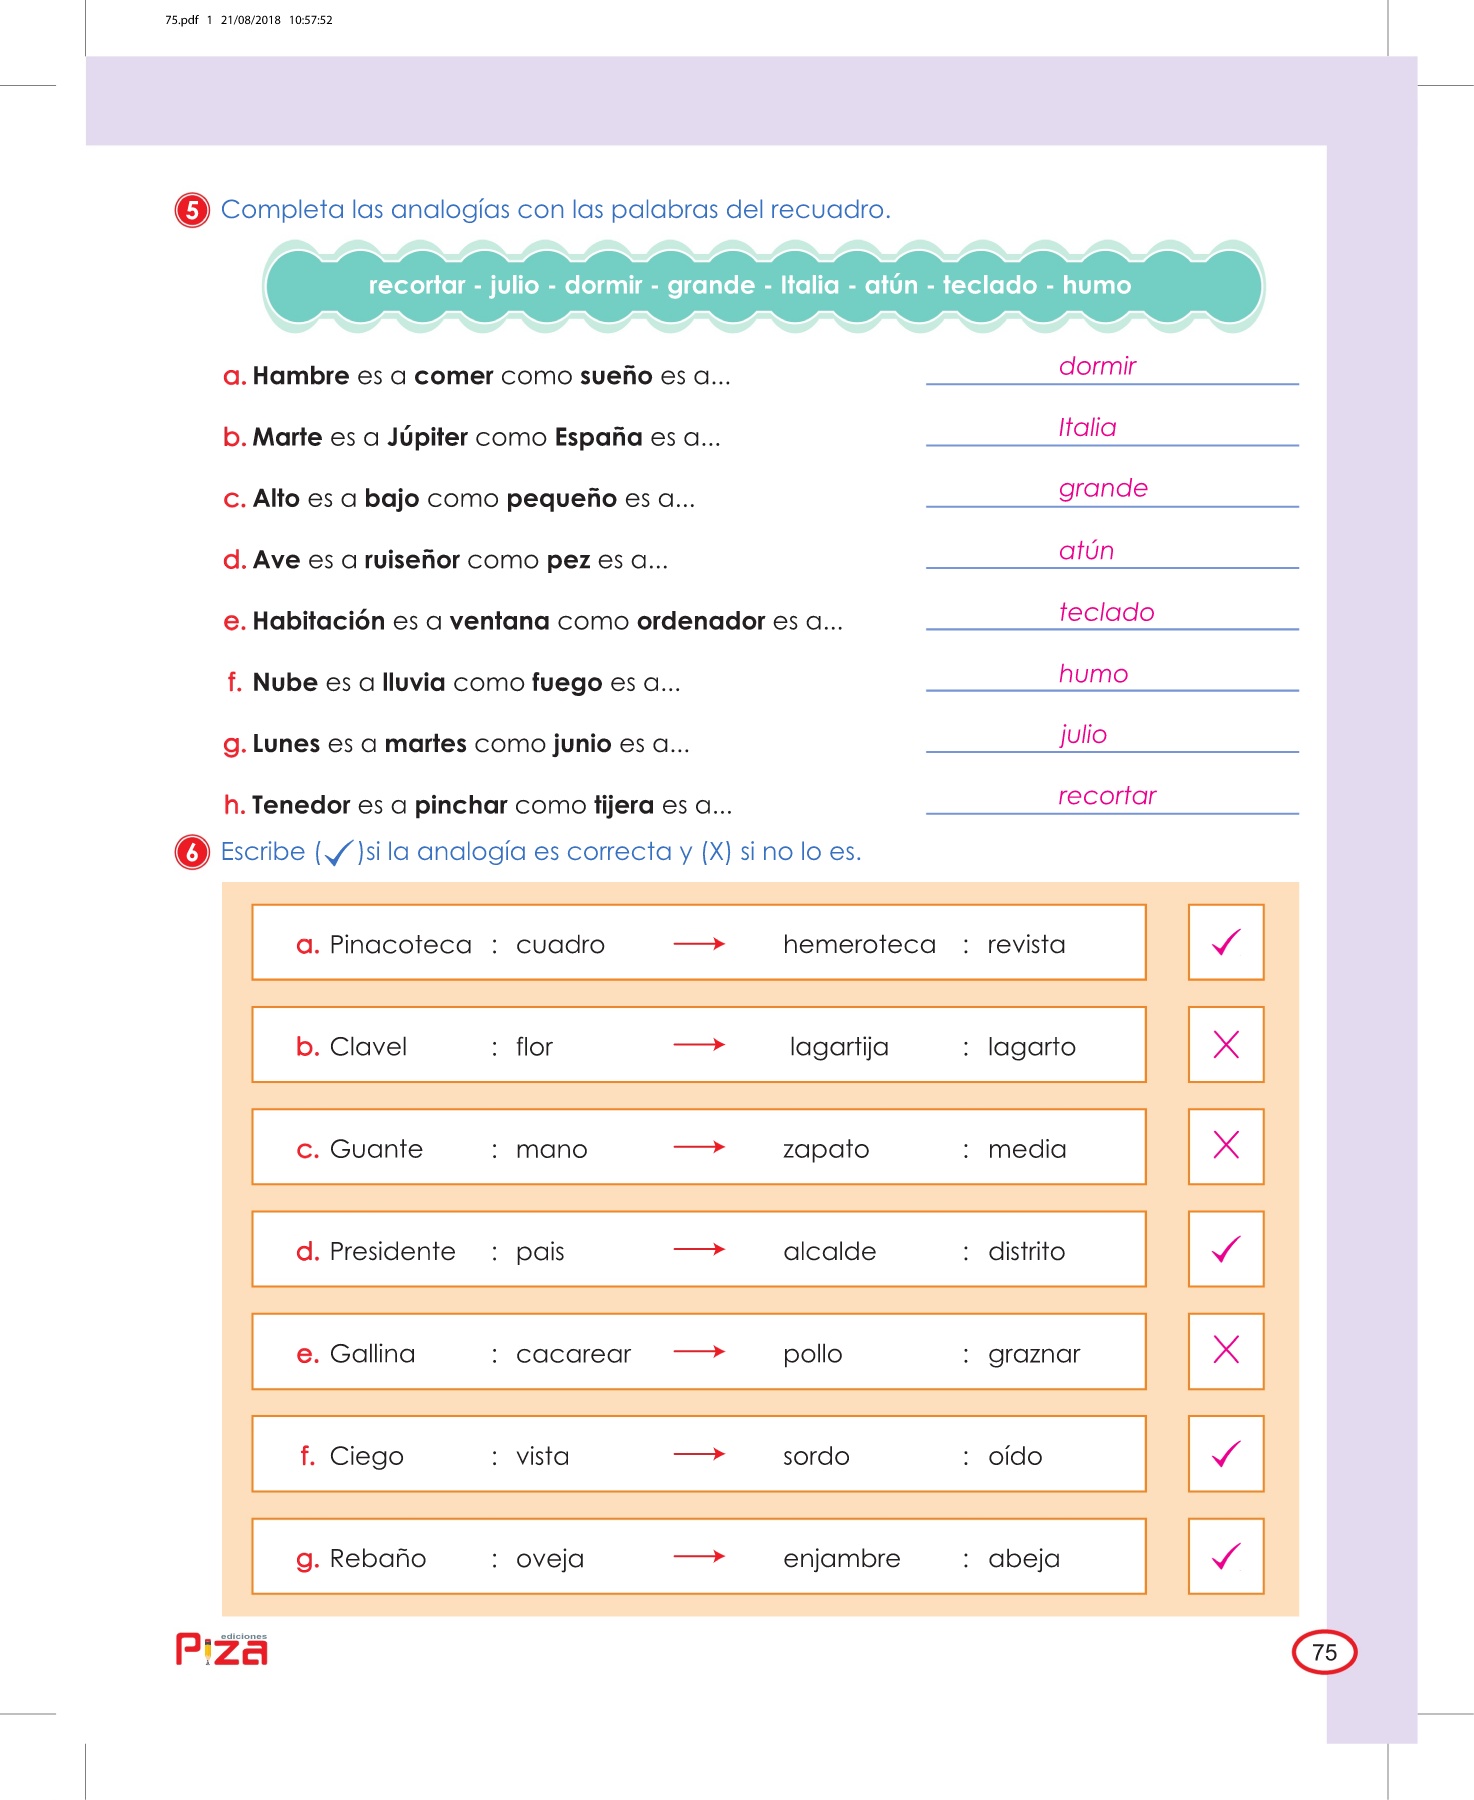 75.pdf 1 21/08/2018 10:57:52
5 Completa las analogías con las palabras del recuadro.
recortar - julio - dormir - grande - Italia - atún - teclado - humo
a. Hambre es a comer como sueño es a... dormir
b. Marte es a Júpiter como España es a... Italia
c. Alto es a bajo como pequeño es a... grande
d. Ave es a ruiseñor como pez es a... atún
e. Habitación es a ventana como ordenador es a... teclado
f. Nube es a lluvia como fuego es a... humo
g. Lunes es a martes como junio es a... julio
h. Tenedor es a pinchar como tijera es a... recortar
6 Escribe (✓)si la analogía es correcta y (X) si no lo es.
a. Pinacoteca : cuadro → hemeroteca : revista ✓
b. Clavel : flor → lagartija : lagarto X
c. Guante : mano → zapato : media X
d. Presidente : pais → alcalde : distrito ✓
e. Gallina : cacarear → pollo : graznar X
f. Ciego : vista → sordo : oído ✓
g. Rebaño : oveja → enjambre : abeja ✓
ediciones
Piza
75